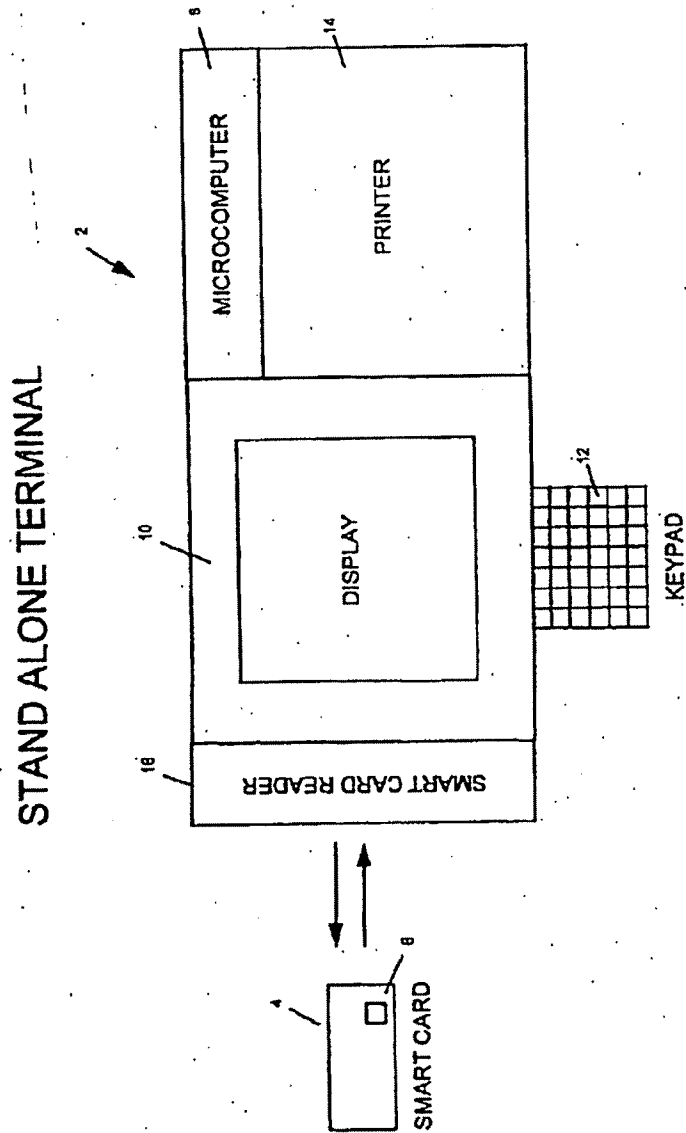 STAND ALONE TERMINAL
2
10
16
6
MICROCOMPUTER
14
PRINTER
DISPLAY
SMART CARD READER
12
KEYPAD
4
8
SMART CARD